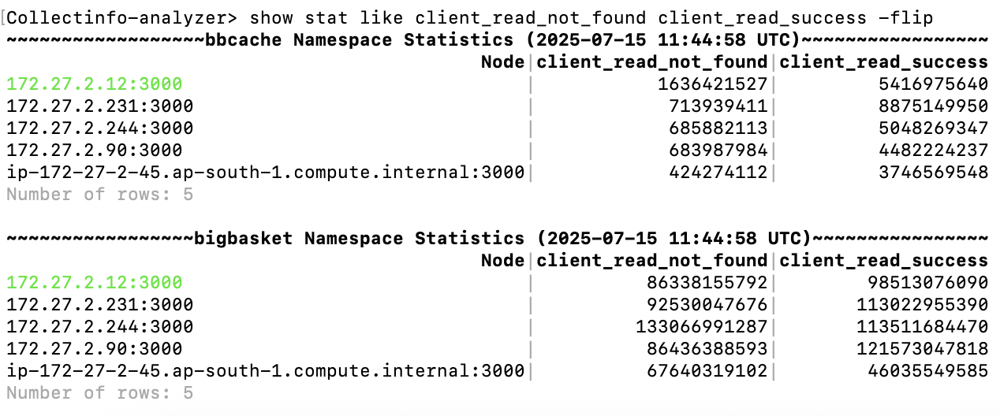 [Collectinfo-analyzer> show stat like client_read_not_found client_read_success -flip
~~~~~~~~~~~~~~~~~~bbcache Namespace Statistics (2025-07-15 11:44:58 UTC)~~~~~~~~~~~~~~~~~
Node|client_read_not_found|client_read_success
172.27.2.12:3000 | 1636421527| 5416975640
172.27.2.231:3000 | 713939411| 8875149950
172.27.2.244:3000 | 685882113| 5048269347
172.27.2.90:3000 | 683987984| 4482224237
ip-172-27-2-45.ap-south-1.compute.internal:3000| 424274112| 3746569548
Number of rows: 5
~~~~~~~~~~~~~~~~~bigbasket Namespace Statistics (2025-07-15 11:44:58 UTC)~~~~~~~~~~~~~~~~
Node|client_read_not_found|client_read_success
172.27.2.12:3000 | 86338155792| 98513076090
172.27.2.231:3000 | 92530047676| 113022955390
172.27.2.244:3000 | 133066991287| 113511684470
172.27.2.90:3000 | 86436388593| 121573047818
ip-172-27-2-45.ap-south-1.compute.internal:3000| 67640319102| 46035549585
Number of rows: 5